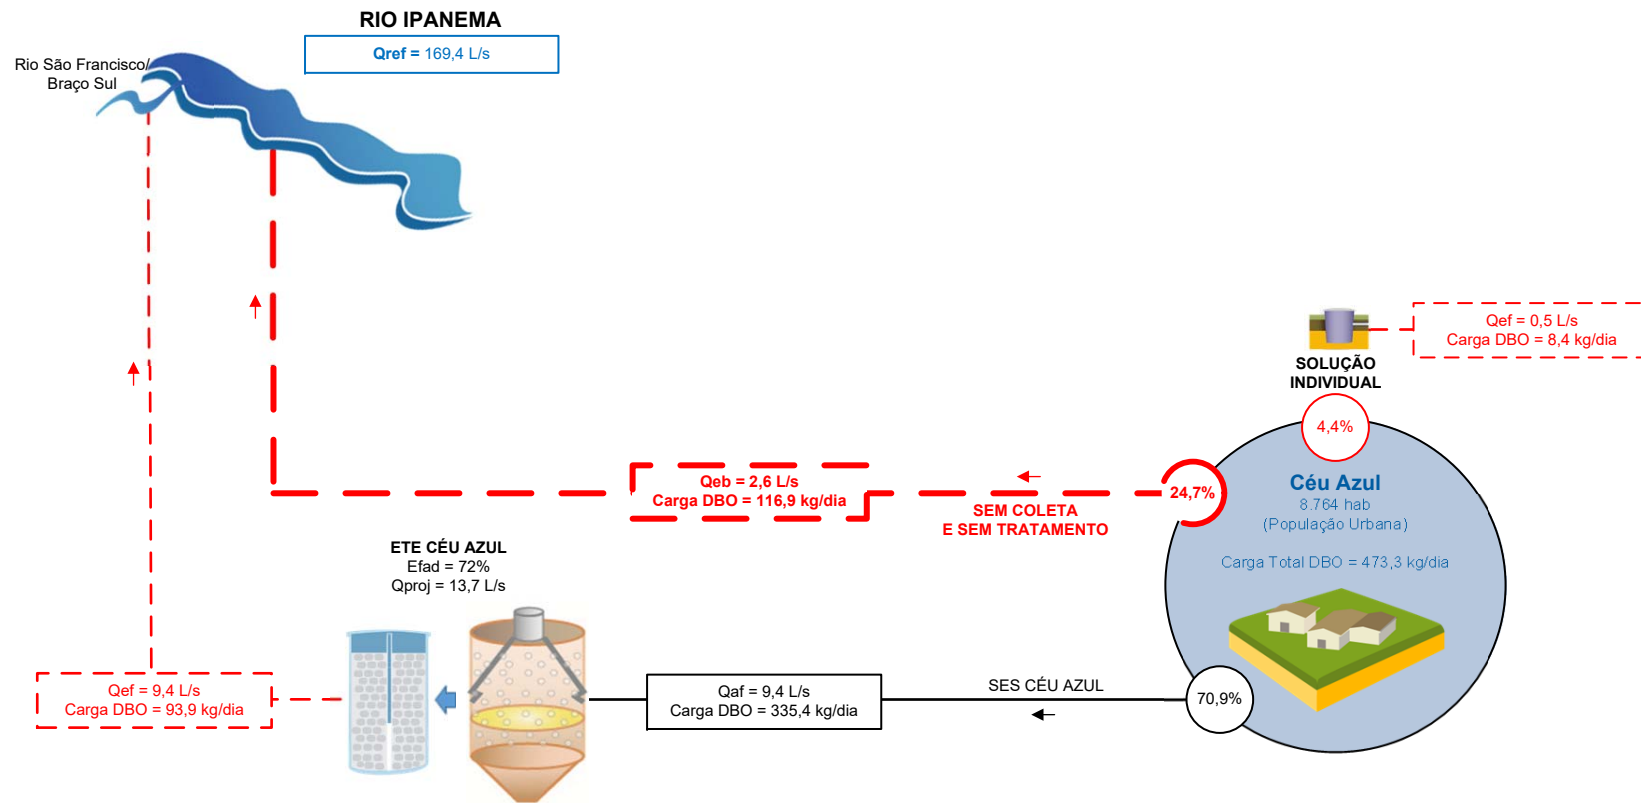 RIO IPANEMA
Qref = 169,4 L/s
Rio São Francisco/
Braço Sul
Qef = 0,5 L/s
Carga DBO = 8,4 kg/dia
SOLUÇÃO
INDIVIDUAL
4,4%
Qeb = 2,6 L/s
Carga DBO = 116,9 kg/dia
SEM COLETA
E SEM TRATAMENTO
24,7%
Céu Azul
8.764 hab
(População Urbana)
Carga Total DBO = 473,3 kg/dia
ETE CÉU AZUL
Efad = 72%
Qproj = 13,7 L/s
Qef = 9,4 L/s
Carga DBO = 93,9 kg/dia
Qaf = 9,4 L/s
Carga DBO = 335,4 kg/dia
SES CÉU AZUL
70,9%